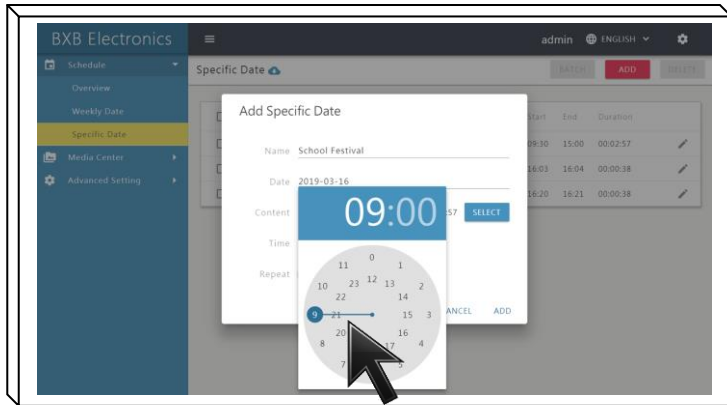 BXB Electronics
admin ENGLISH
Schedule
Specific Date
BATCH ADD DELETE
Overview
Weekly Date
Specific Date
Media Center
Advanced Setting
Add Specific Date
Start End Duration
Name School Festival
09:30 15:00 00:02:57
Date 2019-03-16
16:03 16:04 00:00:38
16:20 16:21 00:00:38
Content
09:00
57 SELECT
Time
Repeat
0
11 1
12
23 13
10 2
22 14
9 21 15 3
20 16
8 17 4
7 5
ANCEL ADD